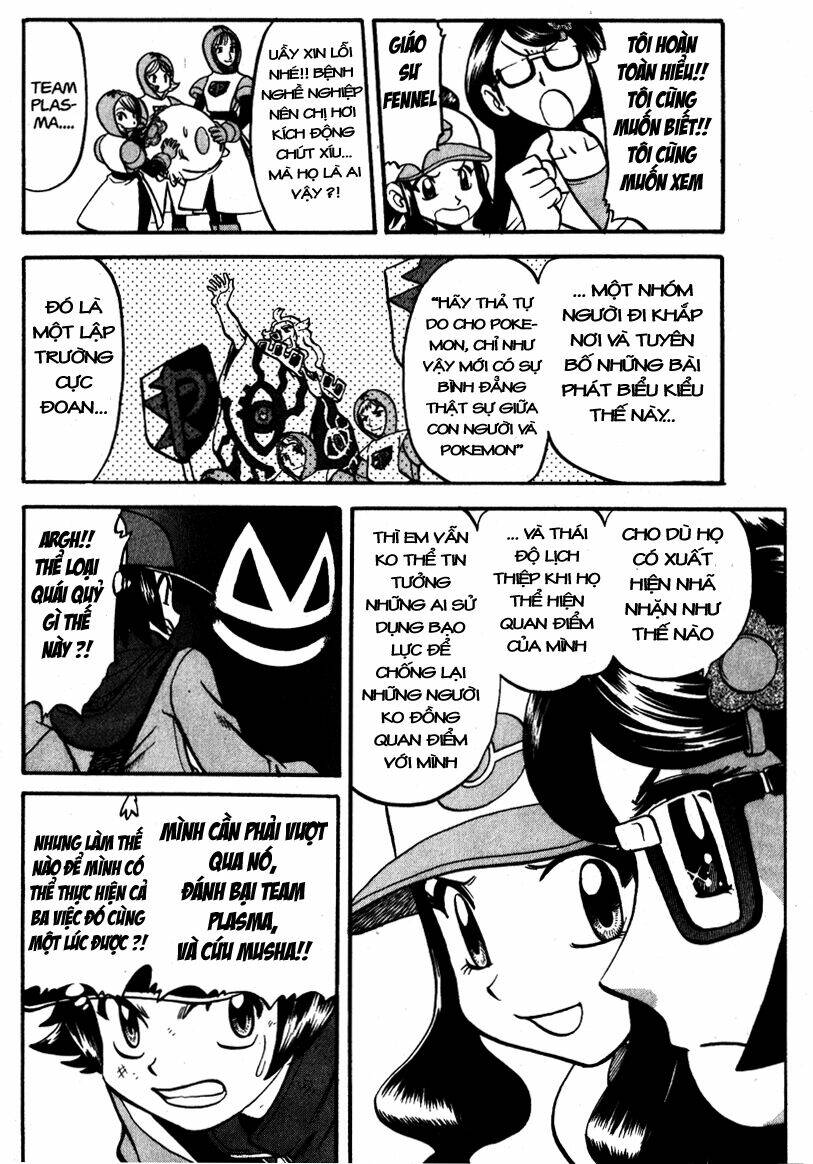 TÔI HOÀN
TOÀN HIỂU!!
TÔI CŨNG
MUỐN BIẾT!!
TÔI CŨNG
MUỐN XEM
GIÁO
SƯ
FENNEL
UẦY XIN LỖI
NHÉ!! BỆNH
NGHỀ NGHIỆP
NÊN CHỊ HƠI
KÍCH ĐỘNG
CHÚT XÍU...
MÀ HỌ LÀ AI
VẬY ?!
TEAM
PLAS-
MA....
... MỘT NHÓM
NGƯỜI ĐI KHẮP
NƠI VÀ TUYÊN
BỐ NHỮNG BÀI
PHÁT BIỂU KIỂU
THẾ NÀY...
“HÃY THẢ TỰ
DO CHO POKE-
MON, CHỈ NHƯ
VẬY MỚI CÓ SỰ
BÌNH ĐẲNG
THẬT SỰ GIỮA
CON NGƯỜI VÀ
POKEMON”
ĐÓ LÀ
MỘT LẬP
TRƯỜNG
CỰC
ĐOAN...
CHO DÙ HỌ
CÓ XUẤT
HIỆN NHÃ
NHẶN NHƯ
THẾ NÀO
... VÀ THÁI
ĐỘ LỊCH
THIỆP KHI HỌ
THỂ HIỆN
QUAN ĐIỂM
CỦA MÌNH
THÌ EM VẪN
KO THỂ TIN
TƯỞNG
NHỮNG AI SỬ
DỤNG BẠO
LỰC ĐỂ
CHỐNG LẠI
NHỮNG NGƯỜI
KO ĐỒNG
QUAN ĐIỂM
VỚI MÌNH
ARGH!!
THỂ LOẠI
QUÁI QUỶ
GÌ THẾ
NÀY ?!
MÌNH CẦN PHẢI VƯỢT
QUA NÓ,
ĐÁNH BẠI TEAM
PLASMA,
VÀ CỨU MUSHA!!
NHƯNG LÀM THẾ
NÀO ĐỂ MÌNH CÓ
THỂ THỰC HIỆN CẢ
BA VIỆC ĐÓ CÙNG
MỘT LÚC ĐƯỢC ?!